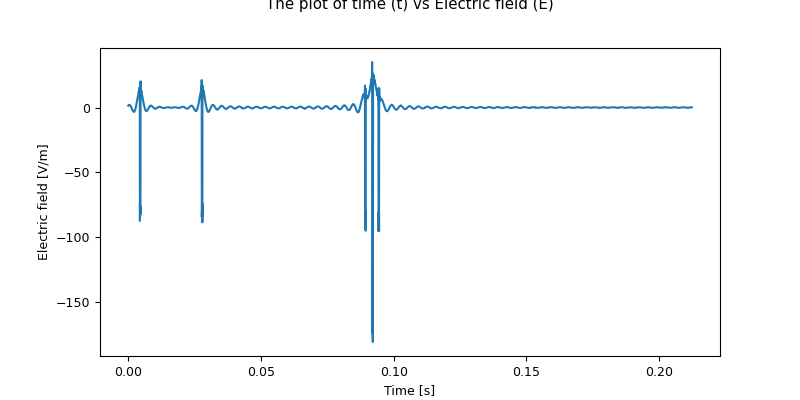 The plot of time (t) vs Electric field (E)
Electric field [V/m]
0
−50
−100
−150
0.00 0.05 0.10 0.15 0.20
Time [s]